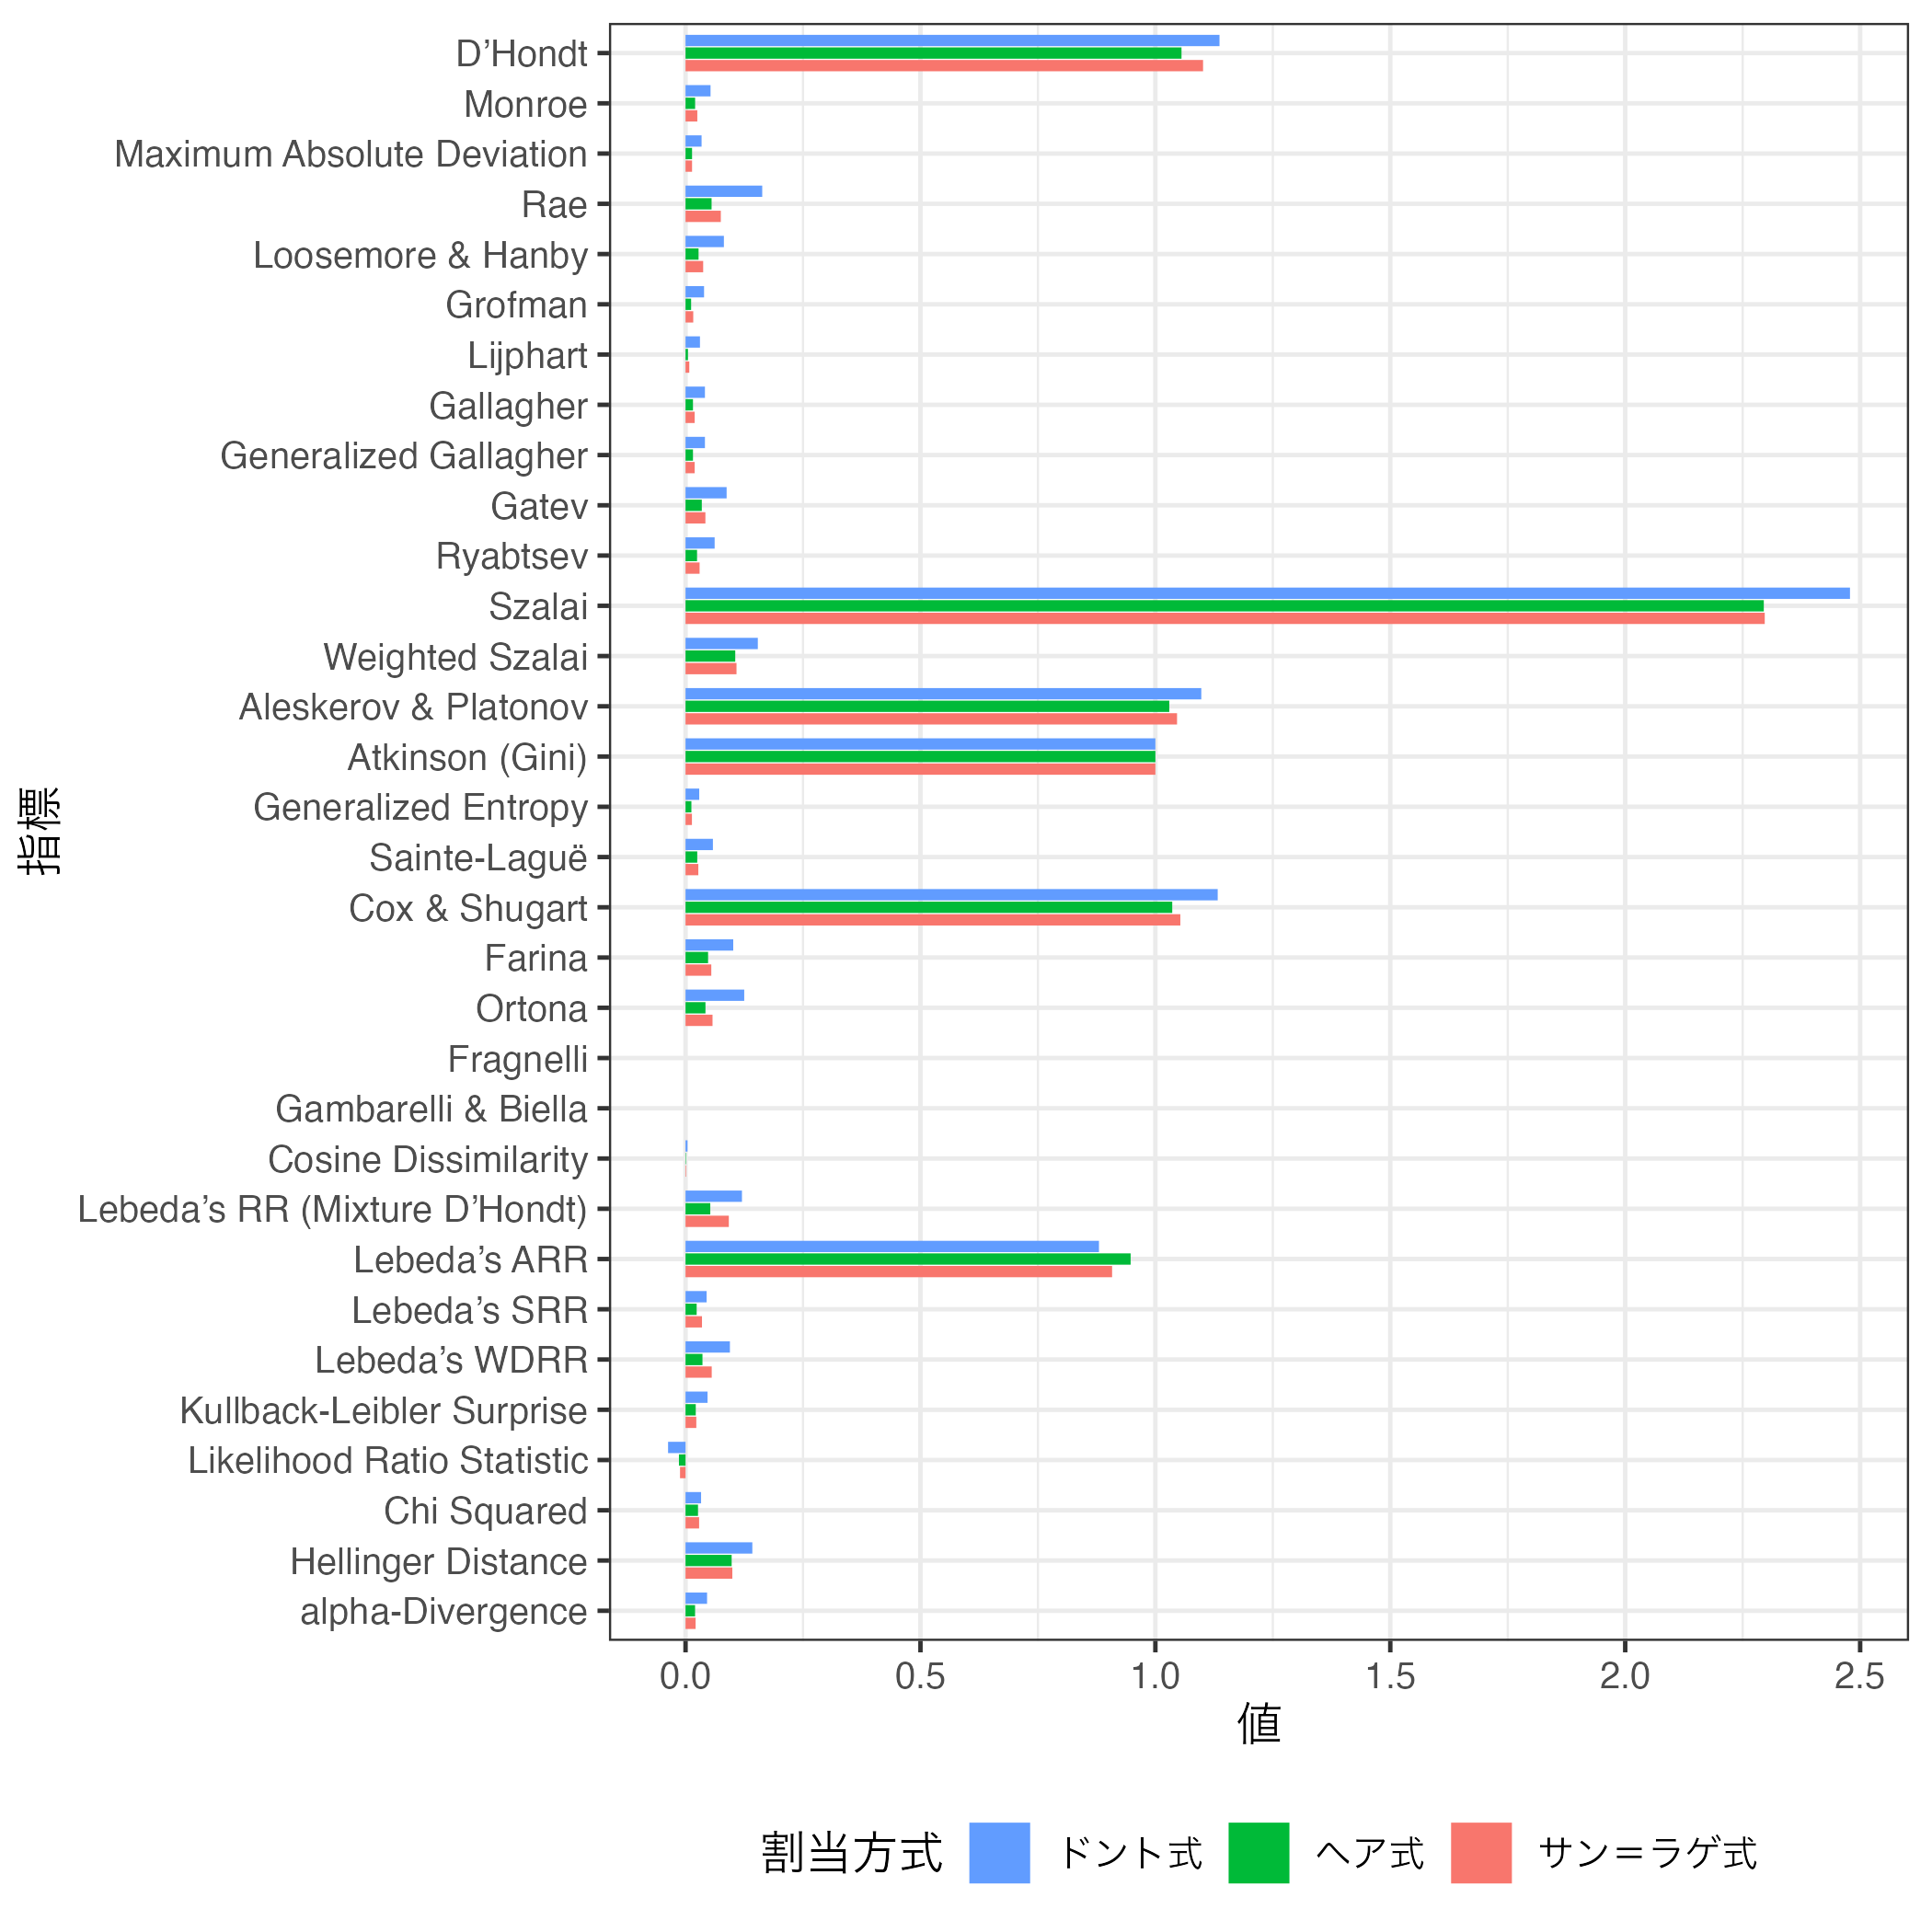 D’Hondt
Monroe
Maximum Absolute Deviation
Rae
Loosemore & Hanby
Grofman
Lijphart
Gallagher
Generalized Gallagher
Gatev
Ryabtsev
Szalai
Weighted Szalai
Aleskerov & Platonov
Atkinson (Gini)
Generalized Entropy
Sainte-Laguë
Cox & Shugart
Farina
Ortona
Fragnelli
Gambarelli & Biella
Cosine Dissimilarity
Lebeda’s RR (Mixture D’Hondt)
Lebeda’s ARR
Lebeda’s SRR
Lebeda’s WDRR
Kullback-Leibler Surprise
Likelihood Ratio Statistic
Chi Squared
Hellinger Distance
alpha-Divergence
指標
0.0 0.5 1.0 1.5 2.0 2.5
値
割当方式 ドント式 ヘア式 サン＝ラゲ式